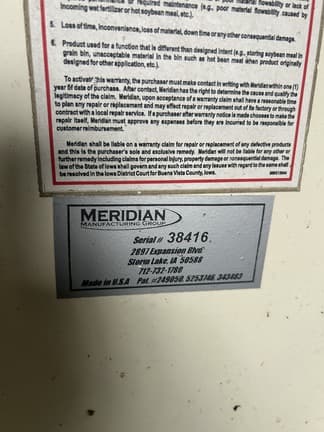 or required maintenance (e.g., poor material flowability caused by
incoming wet fertilizer or hot soybean meal, etc.).
5. Loss of time, inconvenience, loss of material, down time or any other consequential damage.
6. Product used for a function that is different than designed intent (e.g., storing soybean meal in
grain bin, unacceptable material in the bin such as hot bean meal when product originally
designed for other application, etc.).
To activate this warranty, the purchaser must make contact in writing with Meridian within one (1)
year of date of purchase. After contact, Meridian has the right to determine the cause and qualify the
legitimacy of the claim. Meridian, upon acceptance of a warranty claim shall have a reasonable time
to plan any repair or replacement and may effect repair or replacement out of its factory or through
contract with a local repair service. If a purchaser after warranty notice is made chooses to make the
repair itself, Meridian must approve any expenses before they are incurred to be responsible for
customer reimbursement.
Meridian shall be liable on a warranty claim for repair or replacement of any defective products
and this is the purchaser's sole and exclusive remedy. Meridian will not be liable for any other or
further remedy including claims for personal injury, property damage or consequential damage. The
law of the State of Iowa shall govern and any such claim and any issues with regard to the same shall
be resolved in the Iowa District Court for Buena Vista County, Iowa.
MERIDIAN
MANUFACTURING GROUP
Serial # 38416
2897 Expansion Blvd
Storm Lake, IA 50588
712-732-1780
Made in U.S.A Pat. #249050, 5253746, 343463